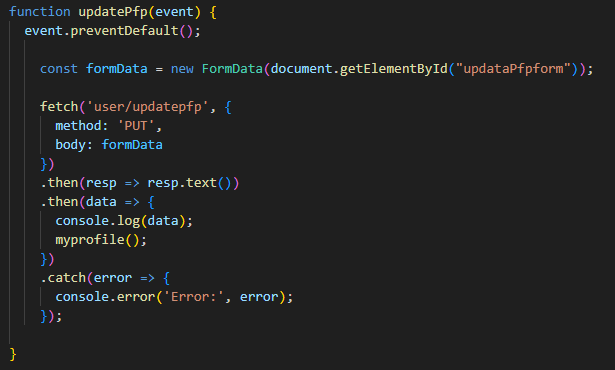 function updatePfp(event) {
event.preventDefault();
const formData = new FormData(document.getElementById("updataPfpform"));
fetch('user/updatepfp', {
method: 'PUT',
body: formData
})
.then(resp => resp.text())
.then(data => {
console.log(data);
myprofile();
})
.catch(error => {
console.error('Error:', error);
});
}